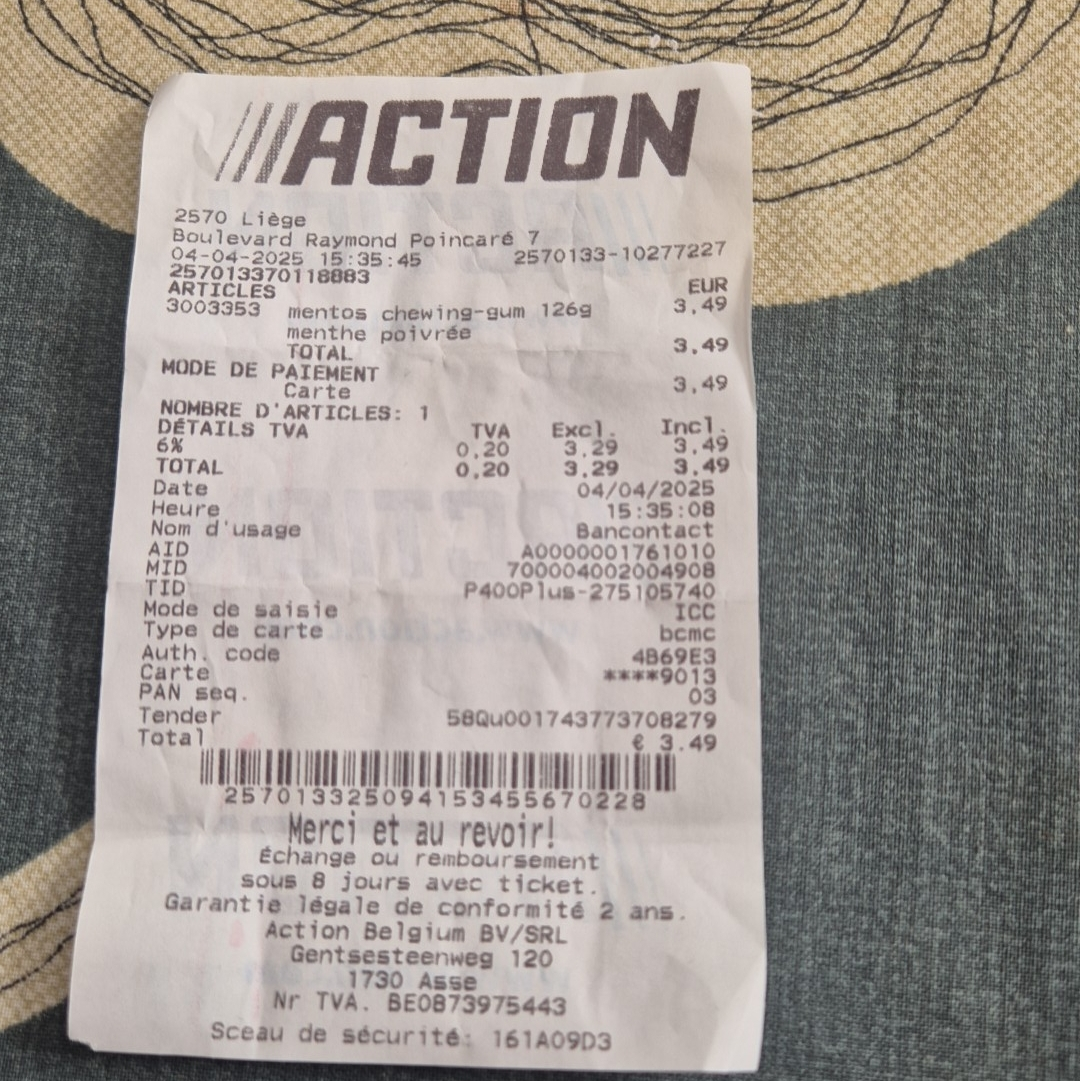 ///ACTION
2570 Liège
Boulevard Raymond Poincaré 7
04-04-2025 15:35:45 2570133-10277227
257013370118883
ARTICLES EUR
3003353 mentos chewing-gum 126g 3,49
menthe poivrée
TOTAL 3,49
MODE DE PAIEMENT
Carte 3,49
NOMBRE D'ARTICLES: 1
DÉTAILS TVA TVA Excl. Incl.
6% 0,20 3,29 3,49
TOTAL 0,20 3,29 3,49
Date 04/04/2025
Heure 15:35:08
Nom d'usage Bancontact
AID A0000001761010
MID 700004002004908
TID P400Plus-275105740
Mode de saisie ICC
Type de carte bcmc
Auth. code 4B69E3
Carte ****9013
PAN seq. 03
Tender 58Qu001743773708279
Total € 3.49
257013325094153455670228
Merci et au revoir!
Échange ou remboursement
sous 8 jours avec ticket.
Garantie légale de conformité 2 ans.
Action Belgium BV/SRL
Gentsesteenweg 120
1730 Asse
Nr TVA. BE0873975443
Sceau de sécurité: 161A09D3